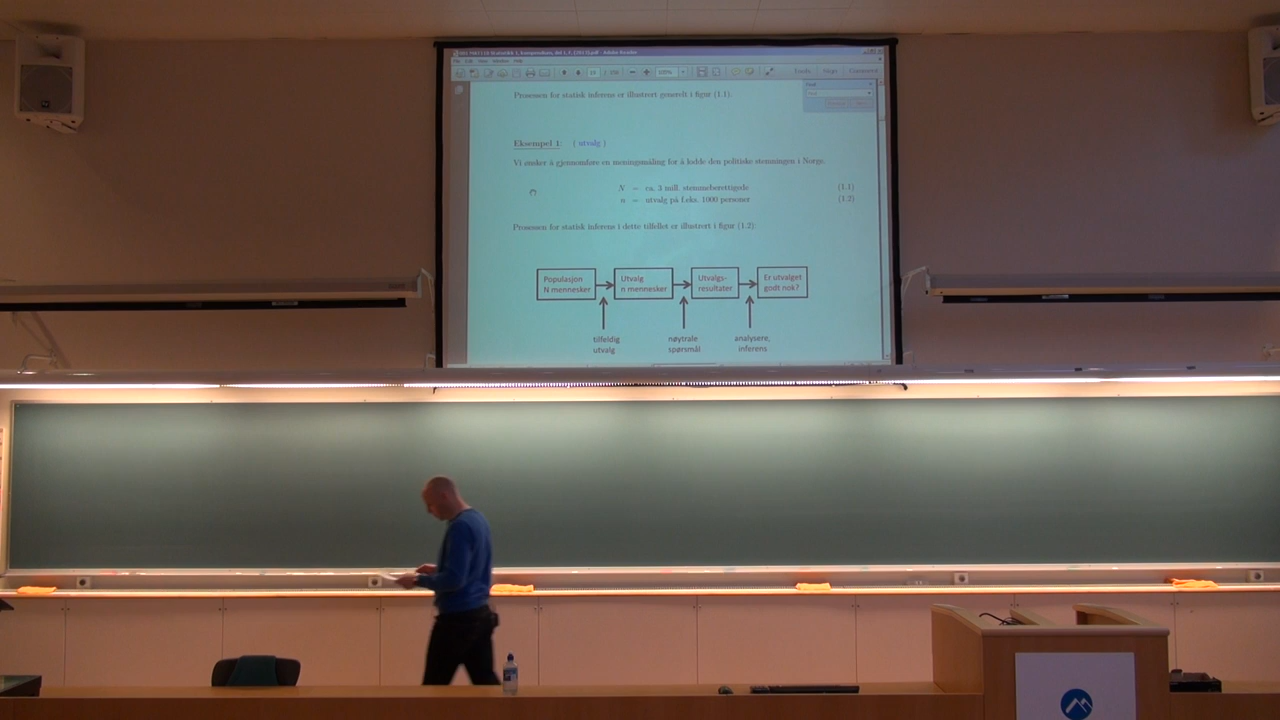 Prosessen for statisk inferens er illustrert generelt i figur (1.1).
Eksempel 1: ( utvalg )
Vi ønsker å gjennomføre en meningsmåling for å lodde den politiske stemningen i Norge.
N = ca. 3 mill. stemmeberettigede (1.1)
n = utvalg på f.eks. 1000 personer (1.2)
Prosessen for statisk inferens i dette tilfellet er illustrert i figur (1.2):
Populasjon
N mennesker
Utvalg
n mennesker
Utvalgs-
resultater
Er utvalget
godt nok?
tilfeldig
utvalg
nøytrale
spørsmål
analysere,
inferens